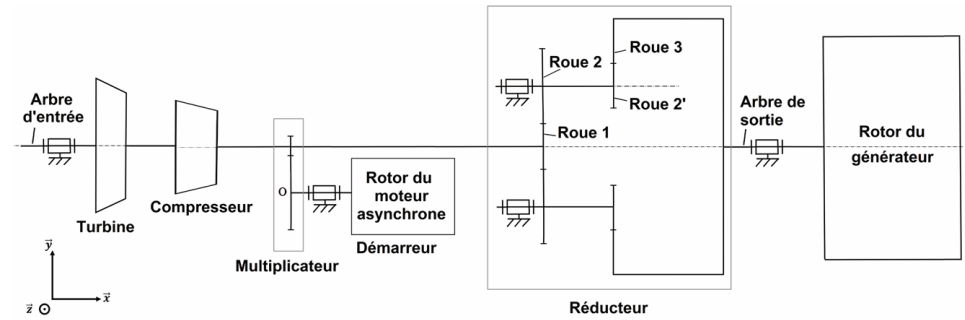 Arbre
d'entrée
Turbine
Compresseur
O
Multiplicateur
Rotor du
moteur
asynchrone
Démarreur
Roue 2
Roue 3
Roue 2'
Roue 1
Réducteur
Arbre de
sortie
Rotor du
générateur
y
x
z